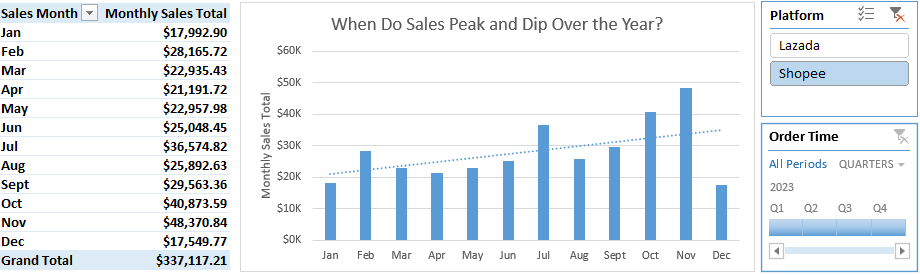 Sales Month Monthly Sales Total
Jan $17,992.90
Feb $28,165.72
Mar $22,935.43
Apr $21,191.72
May $22,957.98
Jun $25,048.45
Jul $36,574.82
Aug $25,892.63
Sept $29,563.36
Oct $40,873.59
Nov $48,370.84
Dec $17,549.77
Grand Total $337,117.21
When Do Sales Peak and Dip Over the Year?
Monthly Sales Total
$60K
$50K
$40K
$30K
$20K
$10K
$0K
Jan Feb Mar Apr May Jun Jul Aug Sept Oct Nov Dec
Platform
Lazada
Shopee
Order Time
All Periods QUARTERS
2023
Q1 Q2 Q3 Q4